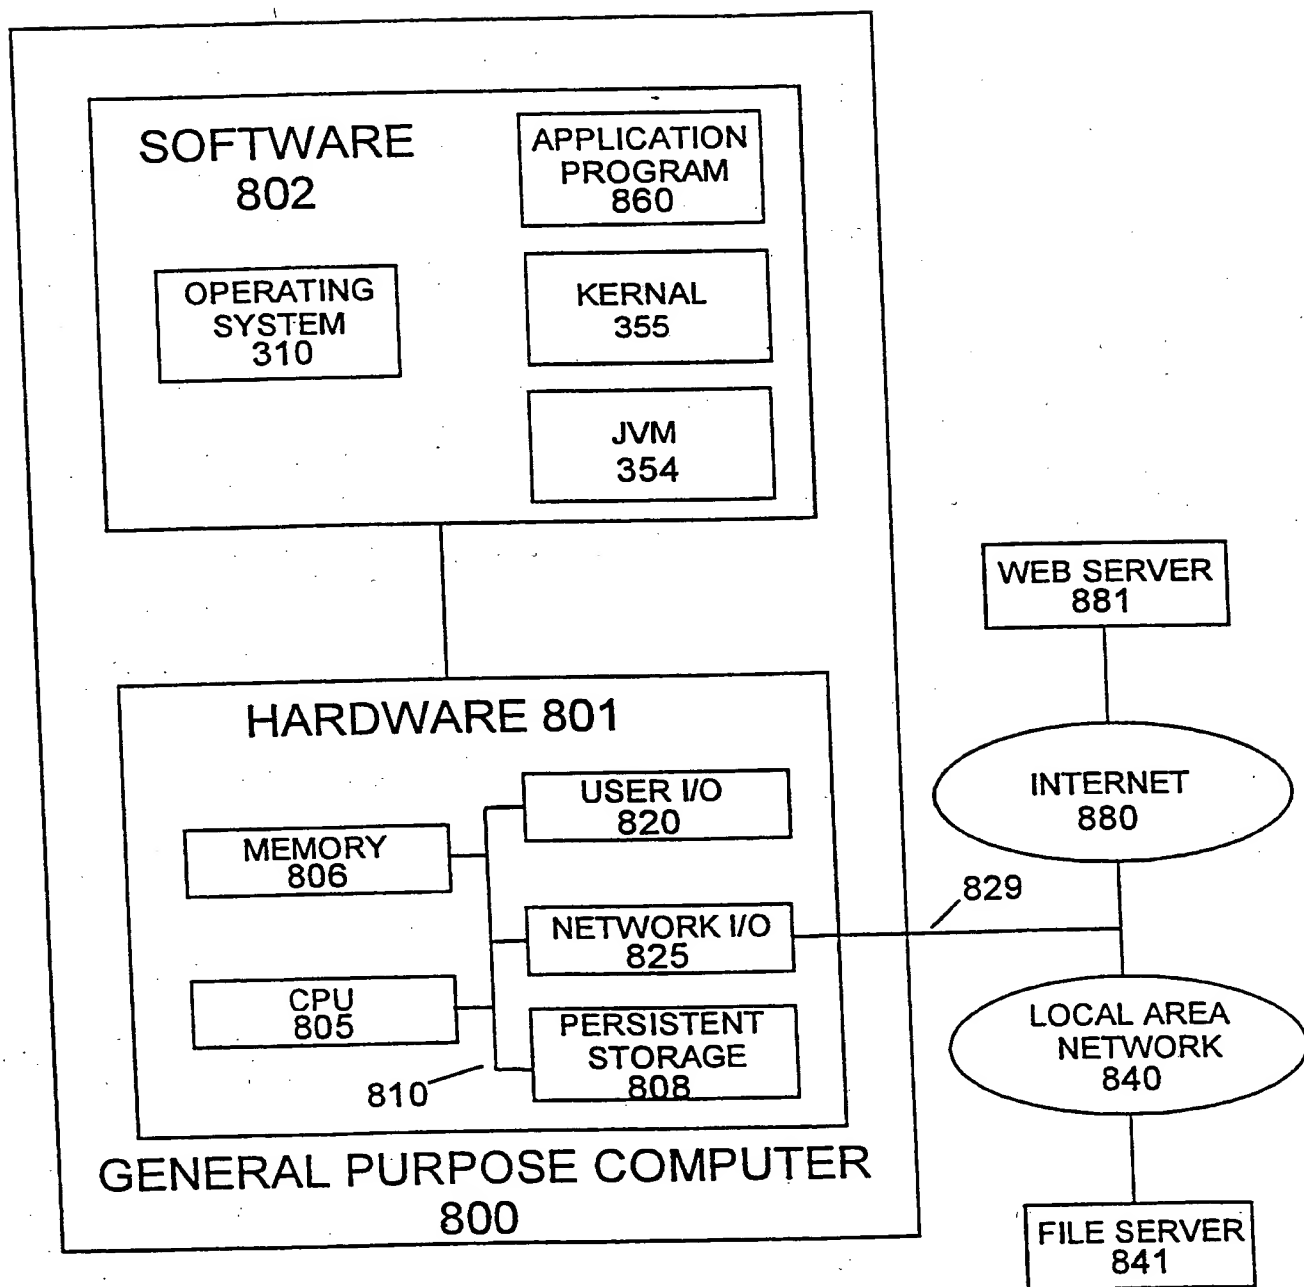 SOFTWARE
802
APPLICATION
PROGRAM
860
OPERATING
SYSTEM
310
KERNAL
355
JVM
354
WEB SERVER
881
HARDWARE 801
USER I/O
820
MEMORY
806
INTERNET
880
829
NETWORK I/O
825
CPU
805
PERSISTENT
STORAGE
808
810
LOCAL AREA
NETWORK
840
GENERAL PURPOSE COMPUTER
800
FILE SERVER
841